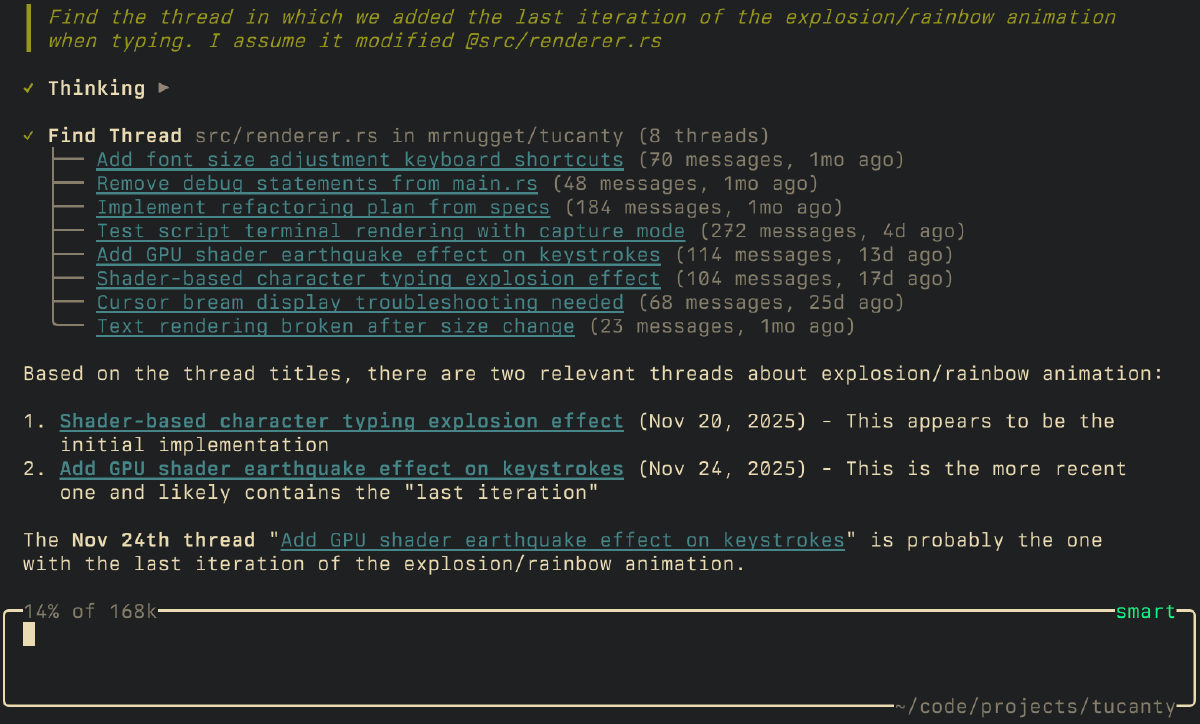 Find the thread in which we added the last iteration of the explosion/rainbow animation
when typing. I assume it modified @src/renderer.rs
✓ Thinking ▶
✓ Find Thread src/renderer.rs in mrnugget/tucanty (8 threads)
Add font size adjustment keyboard shortcuts (70 messages, 1mo ago)
Remove debug statements from main.rs (48 messages, 1mo ago)
Implement refactoring plan from specs (184 messages, 1mo ago)
Test script terminal rendering with capture mode (272 messages, 4d ago)
Add GPU shader earthquake effect on keystrokes (114 messages, 13d ago)
Shader-based character typing explosion effect (104 messages, 17d ago)
Cursor bream display troubleshooting needed (68 messages, 25d ago)
Text rendering broken after size change (23 messages, 1mo ago)
Based on the thread titles, there are two relevant threads about explosion/rainbow animation:
1. Shader-based character typing explosion effect (Nov 20, 2025) - This appears to be the
initial implementation
2. Add GPU shader earthquake effect on keystrokes (Nov 24, 2025) - This is the more recent
one and likely contains the "last iteration"
The Nov 24th thread "Add GPU shader earthquake effect on keystrokes" is probably the one
with the last iteration of the explosion/rainbow animation.
14% of 168k
smart
~/code/projects/tucanty